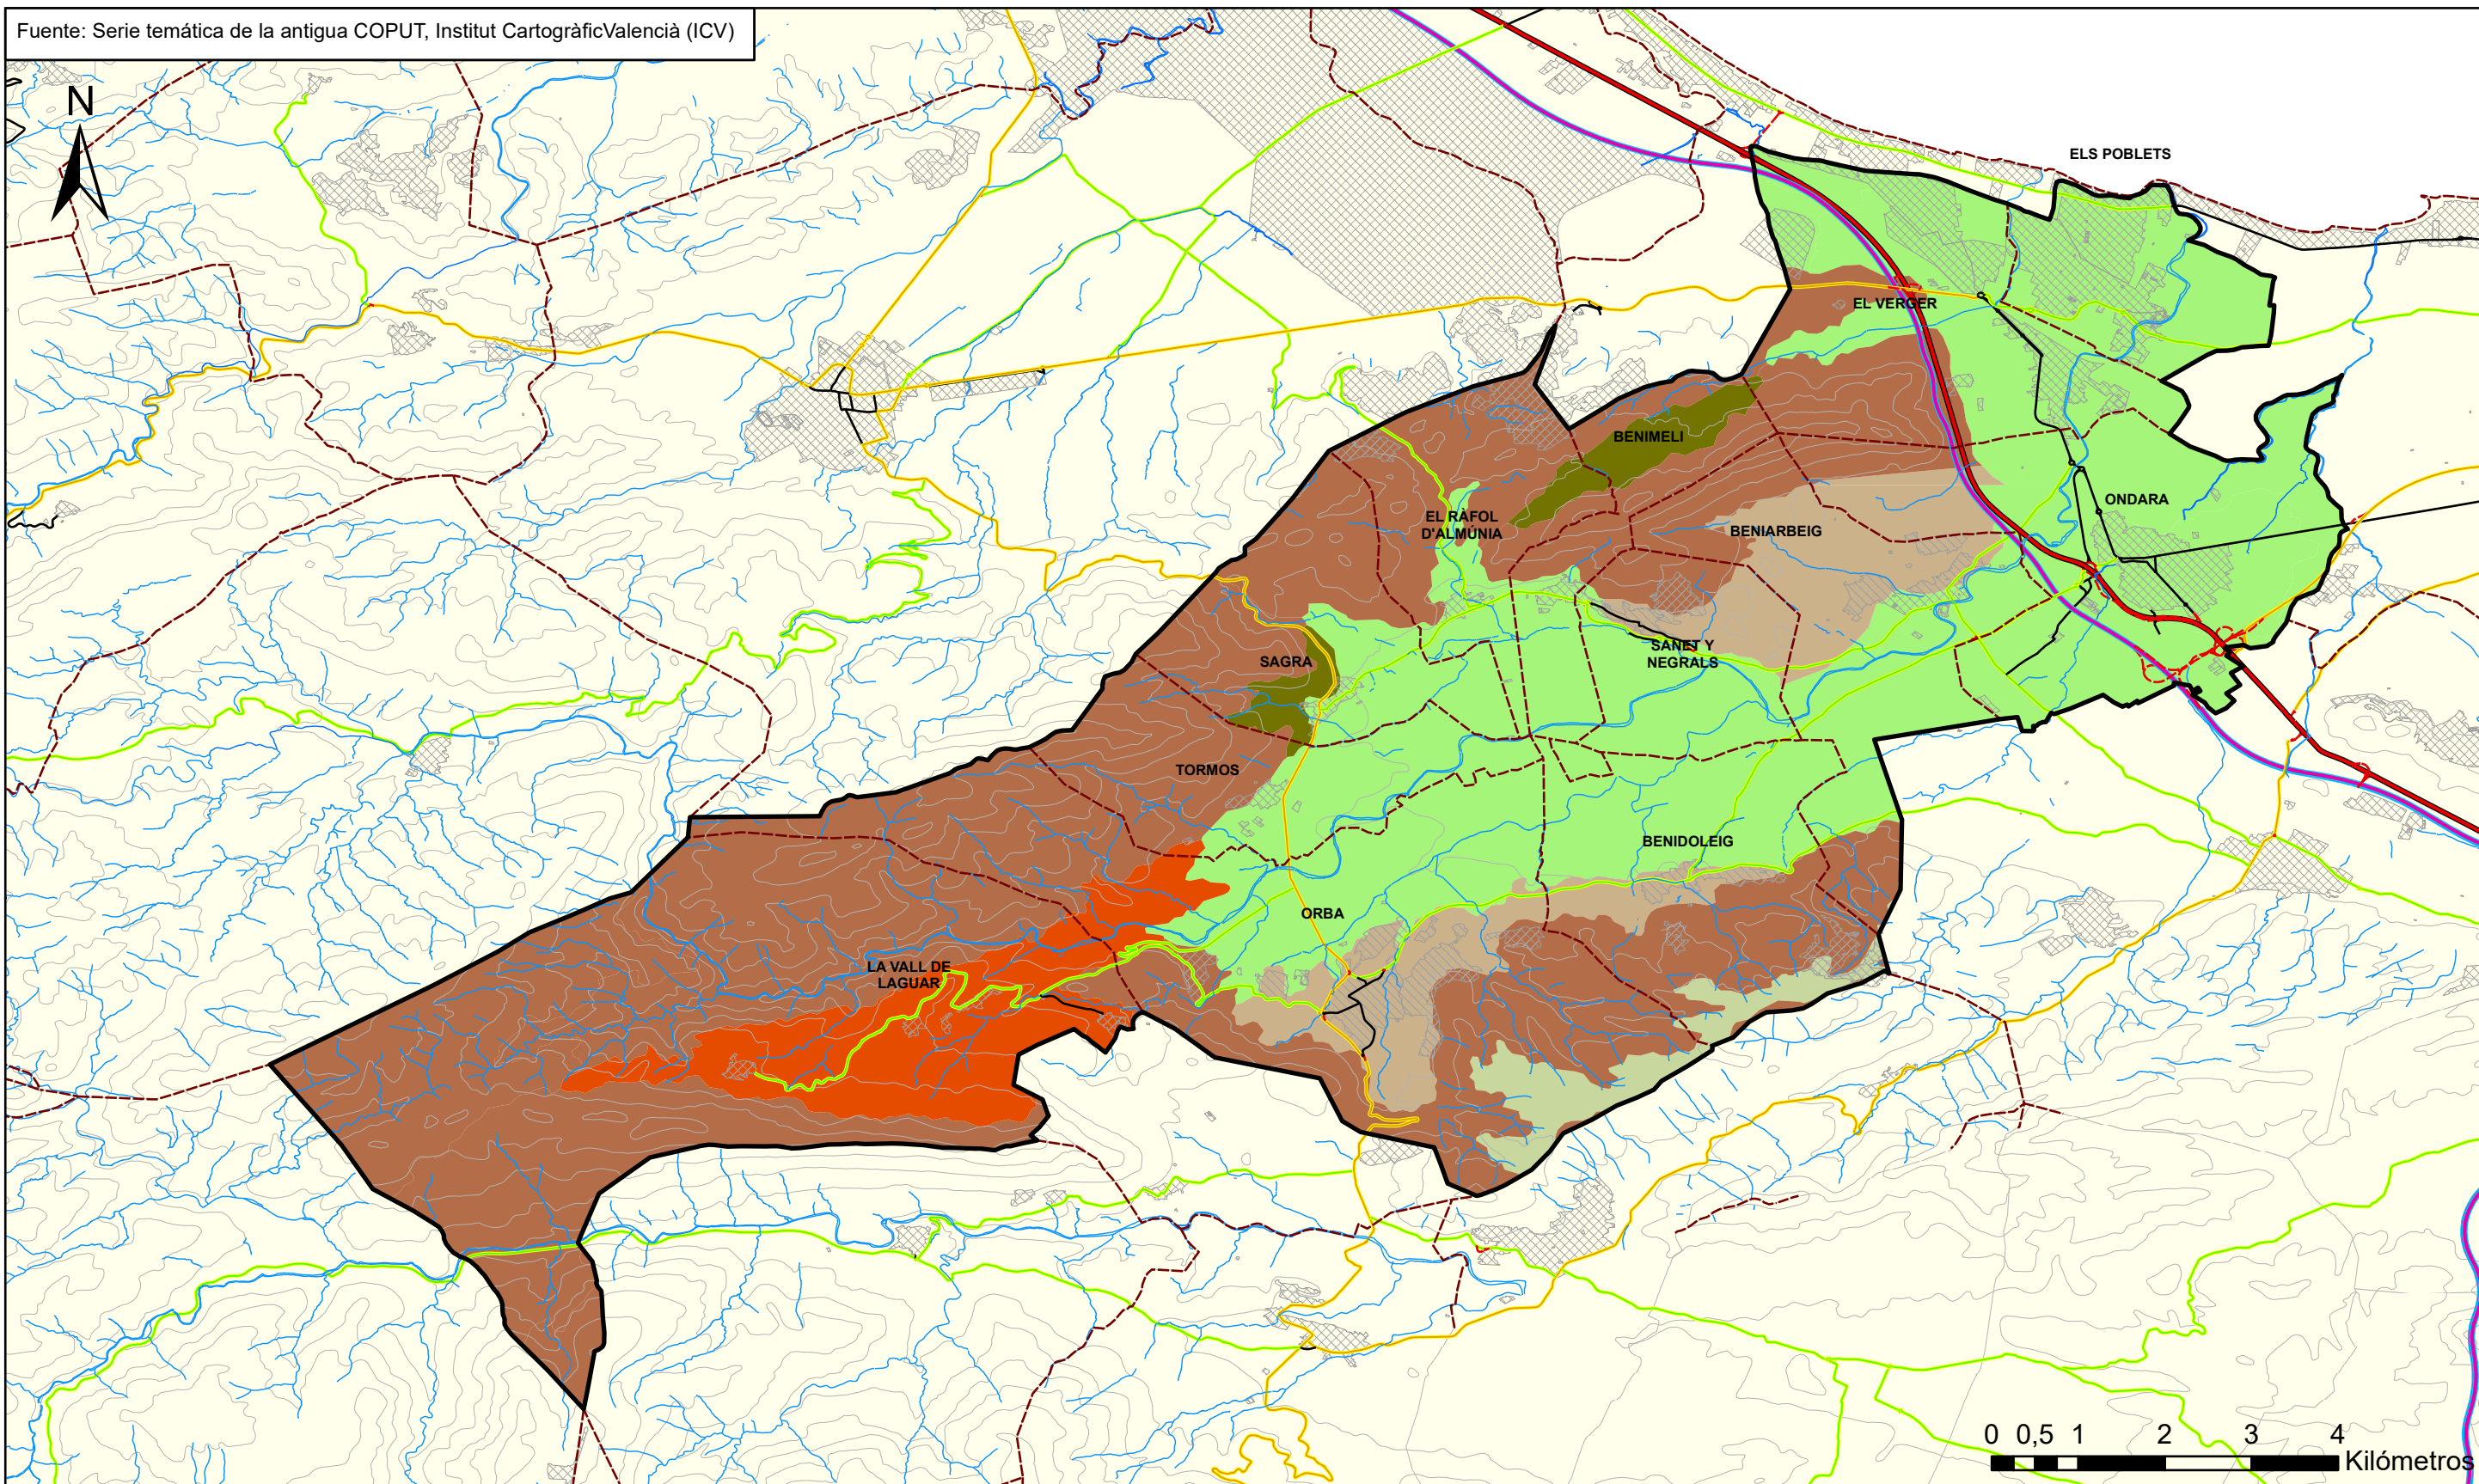 Fuente: Serie temática de la antigua COPUT, Institut CartogràficValencià (ICV)
N
ELS POBLETS
EL VERGER
BENIMELI
ONDARA
EL RÀFOL
D'ALMÚNIA
BENIARBEIG
SANET Y
NEGRALS
SAGRA
TORMOS
BENIDOLEIG
ORBA
LA VALL DE
LAGUAR
0 0,5 1 2 3 4
Kilómetros